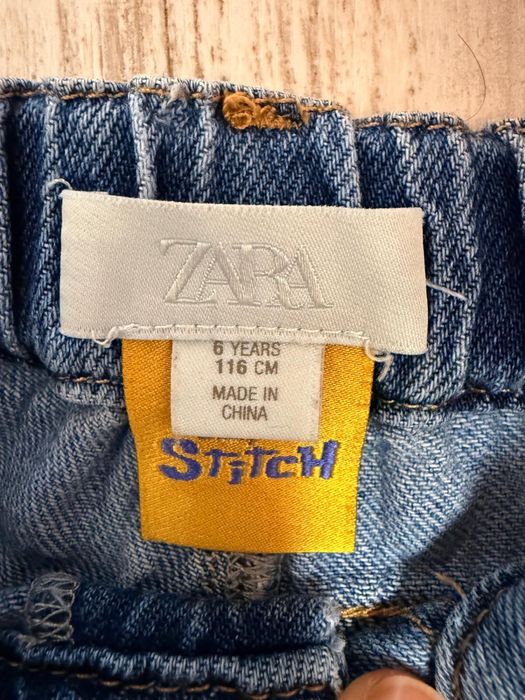 ZARA
6 YEARS
116 CM
MADE IN
CHINA
STiTCH